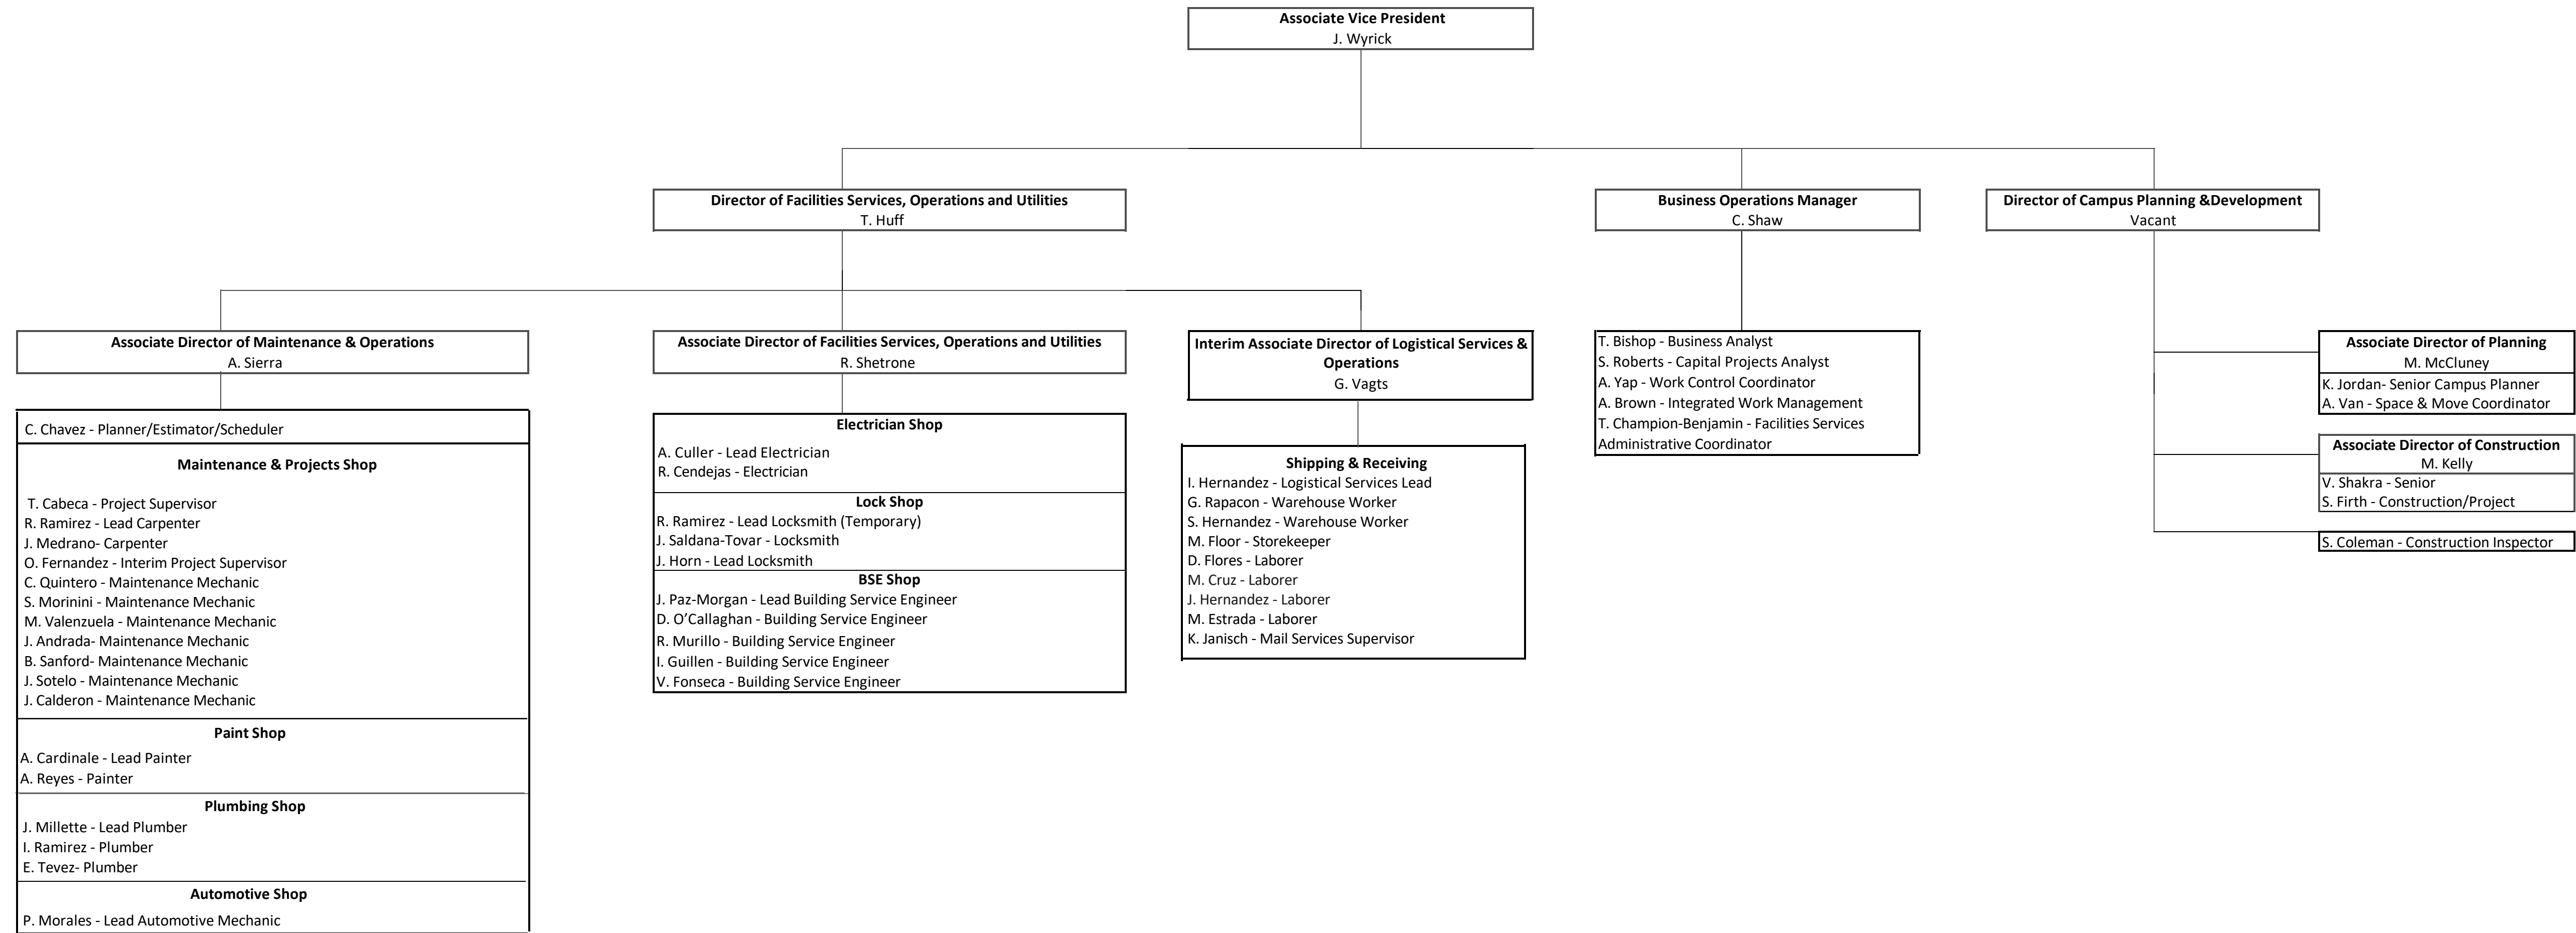 Associate Vice President
J. Wyrick
Director of Facilities Services, Operations and Utilities
T. Huff
Business Operations Manager
C. Shaw
Director of Campus Planning &Development
Vacant
Associate Director of Maintenance & Operations
A. Sierra
C. Chavez - Planner/Estimator/Scheduler
Maintenance & Projects Shop
T. Cabeca - Project Supervisor
R. Ramirez - Lead Carpenter
J. Medrano- Carpenter
O. Fernandez - Interim Project Supervisor
C. Quintero - Maintenance Mechanic
S. Morinini - Maintenance Mechanic
M. Valenzuela - Maintenance Mechanic
J. Andrada- Maintenance Mechanic
B. Sanford- Maintenance Mechanic
J. Sotelo - Maintenance Mechanic
J. Calderon - Maintenance Mechanic
Paint Shop
A. Cardinale - Lead Painter
A. Reyes - Painter
Plumbing Shop
J. Millette - Lead Plumber
I. Ramirez - Plumber
E. Tevez- Plumber
Automotive Shop
P. Morales - Lead Automotive Mechanic
Associate Director of Facilities Services, Operations and Utilities
R. Shetrone
Electrician Shop
A. Culler - Lead Electrician
R. Cendejas - Electrician
Lock Shop
R. Ramirez - Lead Locksmith (Temporary)
J. Saldana-Tovar - Locksmith
J. Horn - Lead Locksmith
BSE Shop
J. Paz-Morgan - Lead Building Service Engineer
D. O’Callaghan - Building Service Engineer
R. Murillo - Building Service Engineer
I. Guillen - Building Service Engineer
V. Fonseca - Building Service Engineer
Interim Associate Director of Logistical Services &
Operations
G. Vagts
Shipping & Receiving
I. Hernandez - Logistical Services Lead
G. Rapacon - Warehouse Worker
S. Hernandez - Warehouse Worker
M. Floor - Storekeeper
D. Flores - Laborer
M. Cruz - Laborer
J. Hernandez - Laborer
M. Estrada - Laborer
K. Janisch - Mail Services Supervisor
T. Bishop - Business Analyst
S. Roberts - Capital Projects Analyst
A. Yap - Work Control Coordinator
A. Brown - Integrated Work Management
T. Champion-Benjamin - Facilities Services
Administrative Coordinator
Associate Director of Planning
M. McCluney
K. Jordan- Senior Campus Planner
A. Van - Space & Move Coordinator
Associate Director of Construction
M. Kelly
V. Shakra - Senior
S. Firth - Construction/Project
S. Coleman - Construction Inspector